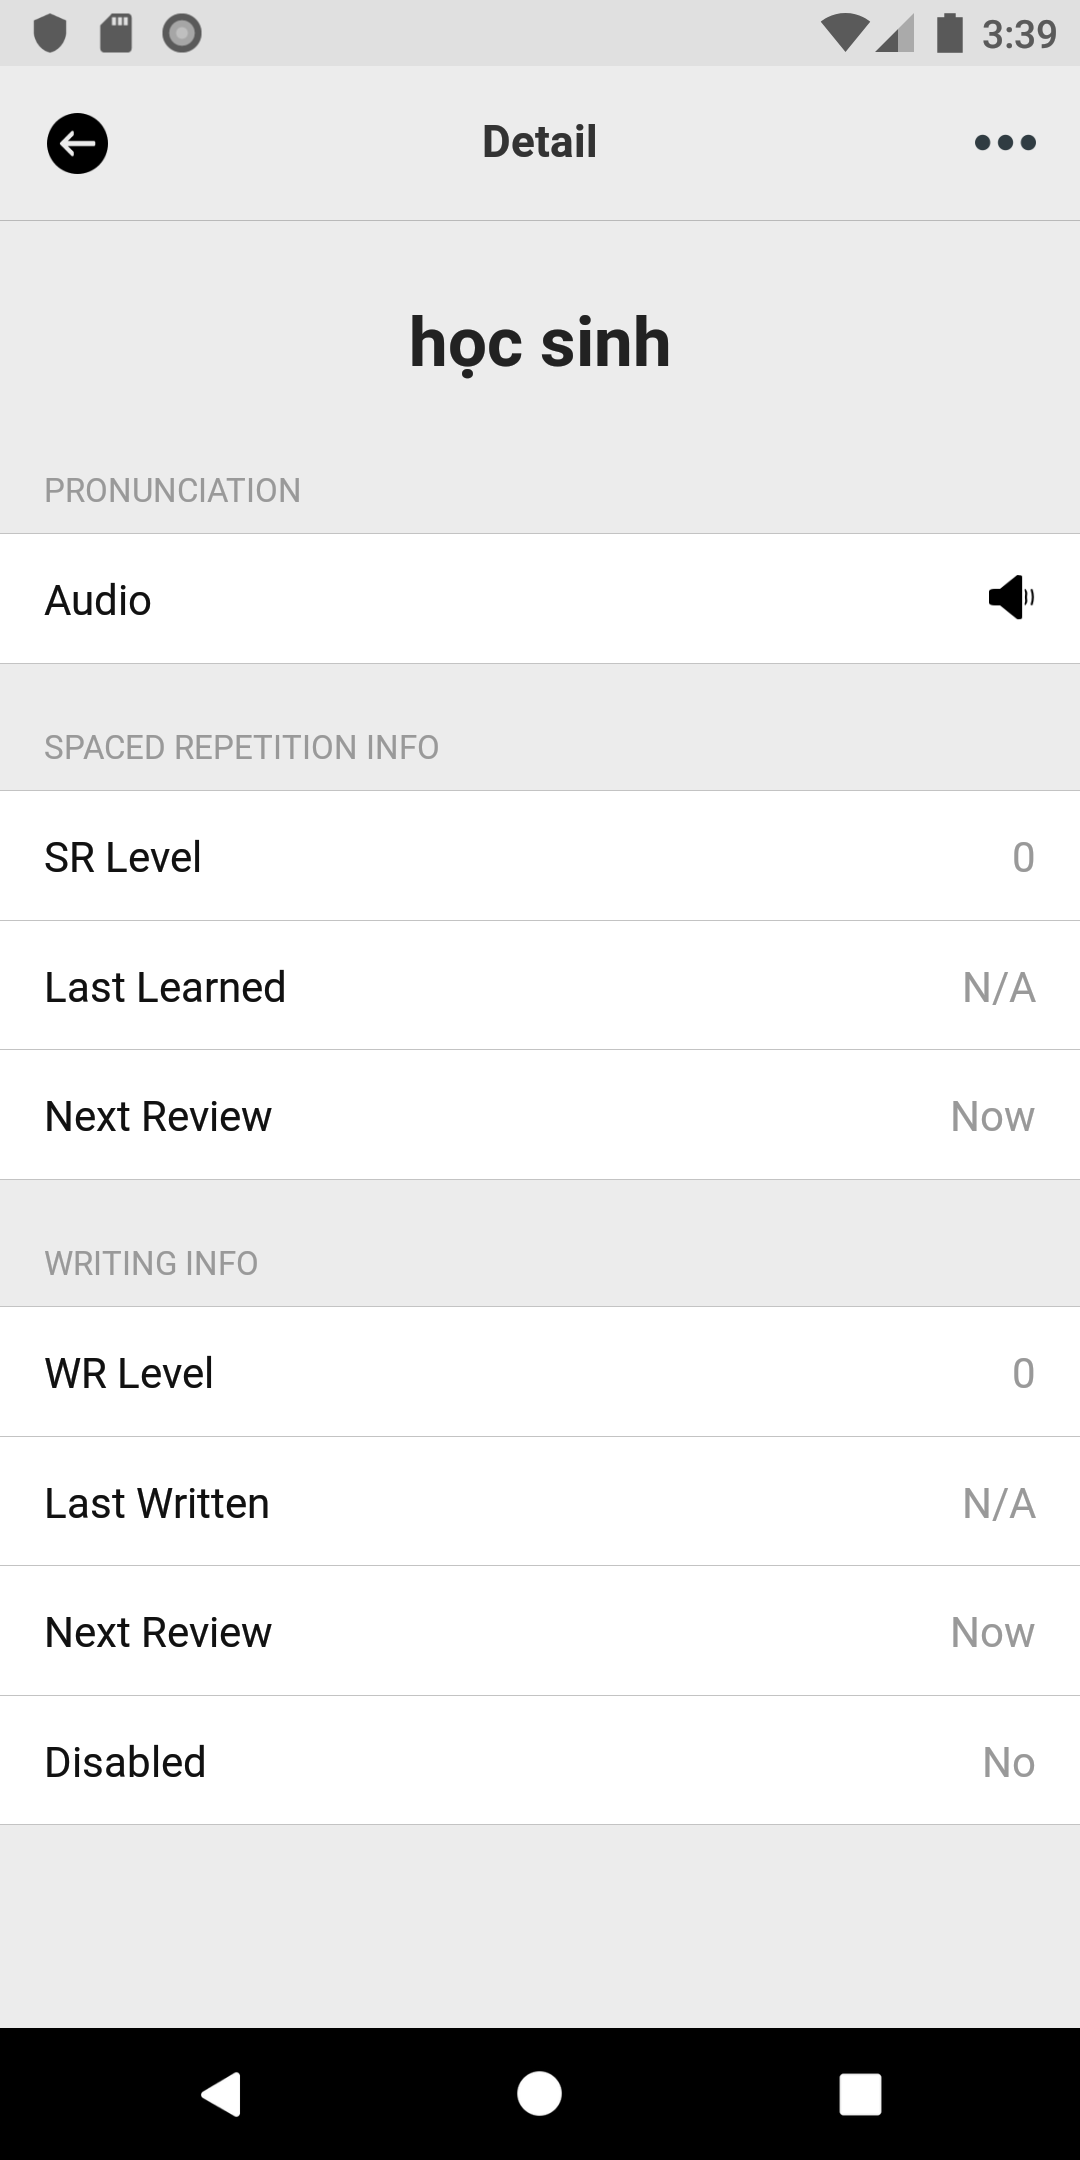 3:39
Detail
học sinh
PRONUNCIATION
Audio
SPACED REPETITION INFO
SR Level 0
Last Learned N/A
Next Review Now
WRITING INFO
WR Level 0
Last Written N/A
Next Review Now
Disabled No